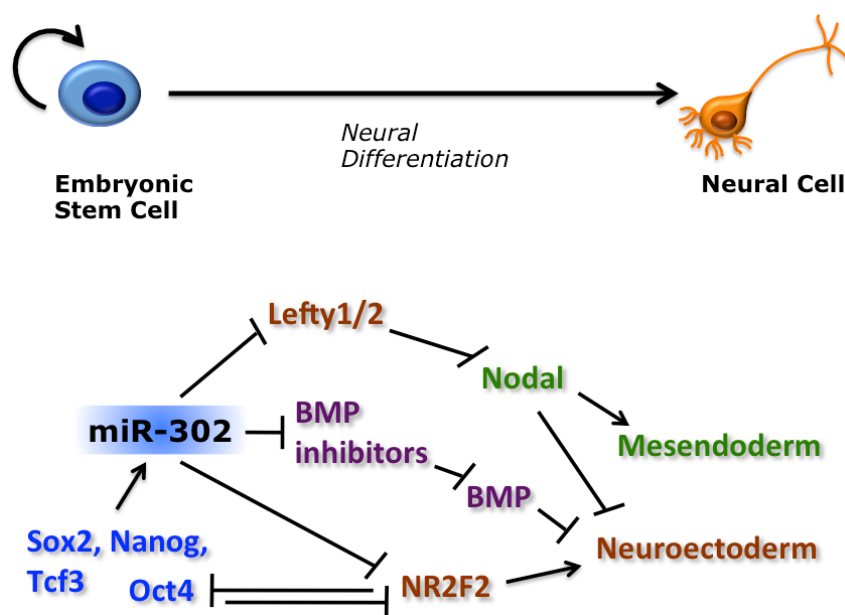 Neural
Differentiation
Embryonic
Stem Cell
Neural Cell
Lefty1/2
Nodal
miR-302
BMP
inhibitors
Mesendoderm
BMP
Sox2, Nanog,
Tcf3
Oct4
NR2F2
Neuroectoderm